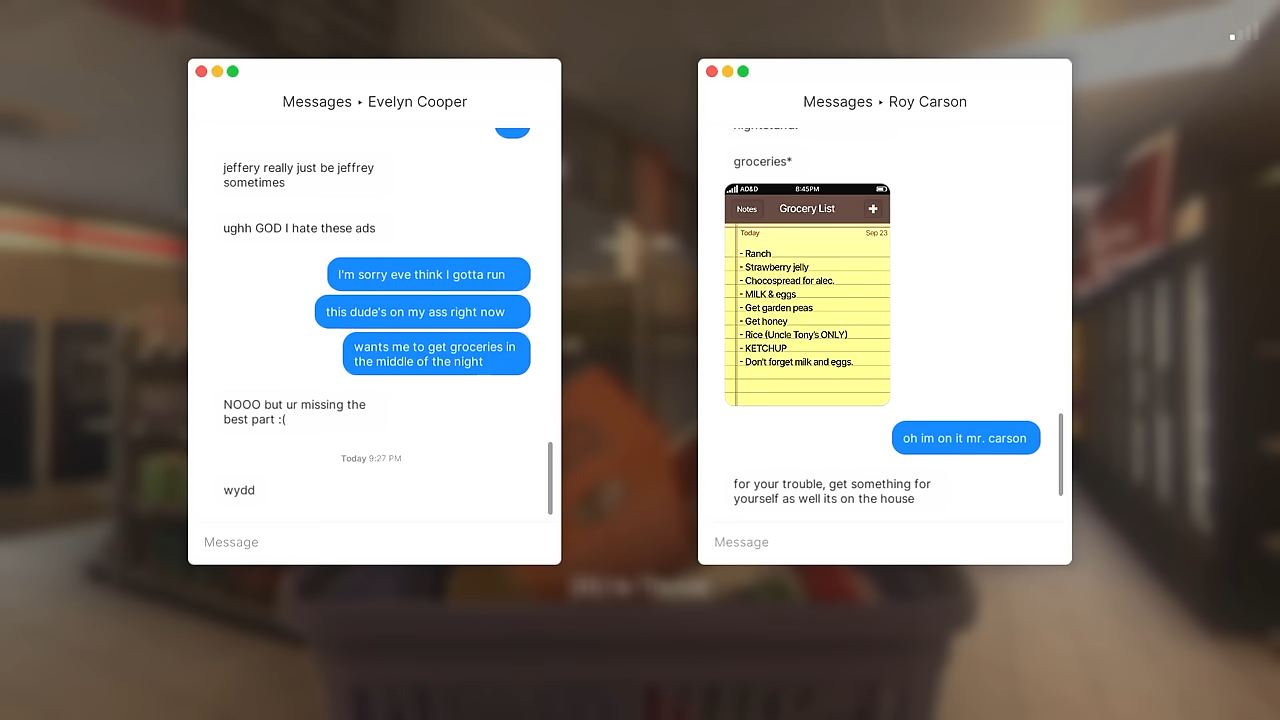 Messages ▸ Evelyn Cooper
jeffery really just be jeffrey
sometimes
ughh GOD I hate these ads
I'm sorry eve think I gotta run
this dude's on my ass right now
wants me to get groceries in
the middle of the night
NOOO but ur missing the
best part :(
Today 9:27 PM
wydd
Message
Messages ▸ Roy Carson
groceries*
AD&D 8:45PM
Notes Grocery List +
Today Sep 23
- Ranch
- Strawberry jelly
- Chocospread for alec.
- MILK & eggs
- Get garden peas
- Get honey
- Rice (Uncle Tony's ONLY)
- KETCHUP
- Don't forget milk and eggs.
oh im on it mr. carson
for your trouble, get something for
yourself as well its on the house
Message